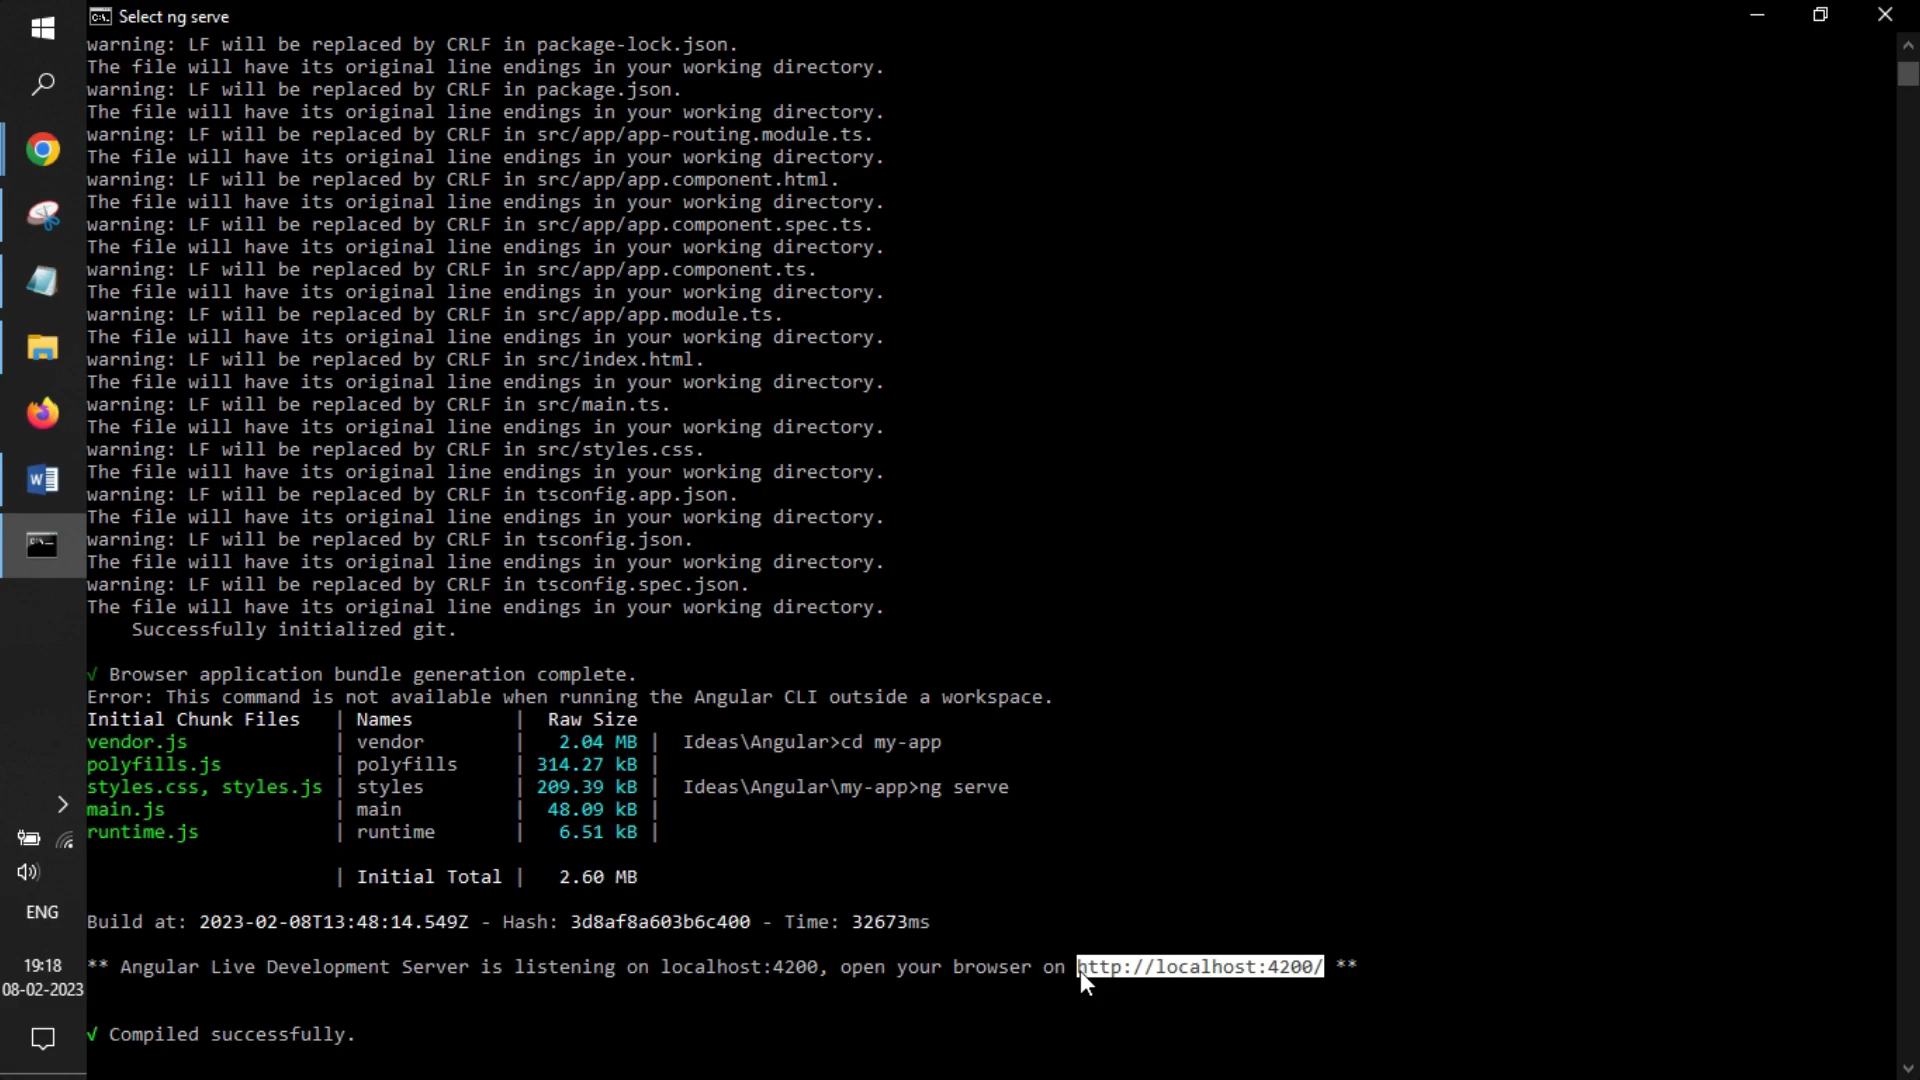 Select ng serve
warning: LF will be replaced by CRLF in package-lock.json.
The file will have its original line endings in your working directory.
warning: LF will be replaced by CRLF in package.json.
The file will have its original line endings in your working directory.
warning: LF will be replaced by CRLF in src/app/app-routing.module.ts.
The file will have its original line endings in your working directory.
warning: LF will be replaced by CRLF in src/app/app.component.html.
The file will have its original line endings in your working directory.
warning: LF will be replaced by CRLF in src/app/app.component.spec.ts.
The file will have its original line endings in your working directory.
warning: LF will be replaced by CRLF in src/app/app.component.ts.
The file will have its original line endings in your working directory.
warning: LF will be replaced by CRLF in src/app/app.module.ts.
The file will have its original line endings in your working directory.
warning: LF will be replaced by CRLF in src/index.html.
The file will have its original line endings in your working directory.
warning: LF will be replaced by CRLF in src/main.ts.
The file will have its original line endings in your working directory.
warning: LF will be replaced by CRLF in src/styles.css.
The file will have its original line endings in your working directory.
warning: LF will be replaced by CRLF in tsconfig.app.json.
The file will have its original line endings in your working directory.
warning: LF will be replaced by CRLF in tsconfig.json.
The file will have its original line endings in your working directory.
warning: LF will be replaced by CRLF in tsconfig.spec.json.
The file will have its original line endings in your working directory.
Successfully initialized git.
√ Browser application bundle generation complete.
Error: This command is not available when running the Angular CLI outside a workspace.
Initial Chunk Files | Names | Raw Size
vendor.js | vendor | 2.04 MB | Ideas\Angular>cd my-app
polyfills.js | polyfills | 314.27 kB |
styles.css, styles.js | styles | 209.39 kB | Ideas\Angular\my-app>ng serve
main.js | main | 48.09 kB |
runtime.js | runtime | 6.51 kB |
| Initial Total | 2.60 MB
Build at: 2023-02-08T13:48:14.549Z - Hash: 3d8af8a603b6c400 - Time: 32673ms
** Angular Live Development Server is listening on localhost:4200, open your browser on http://localhost:4200/ **
√ Compiled successfully.
ENG
19:18
08-02-2023